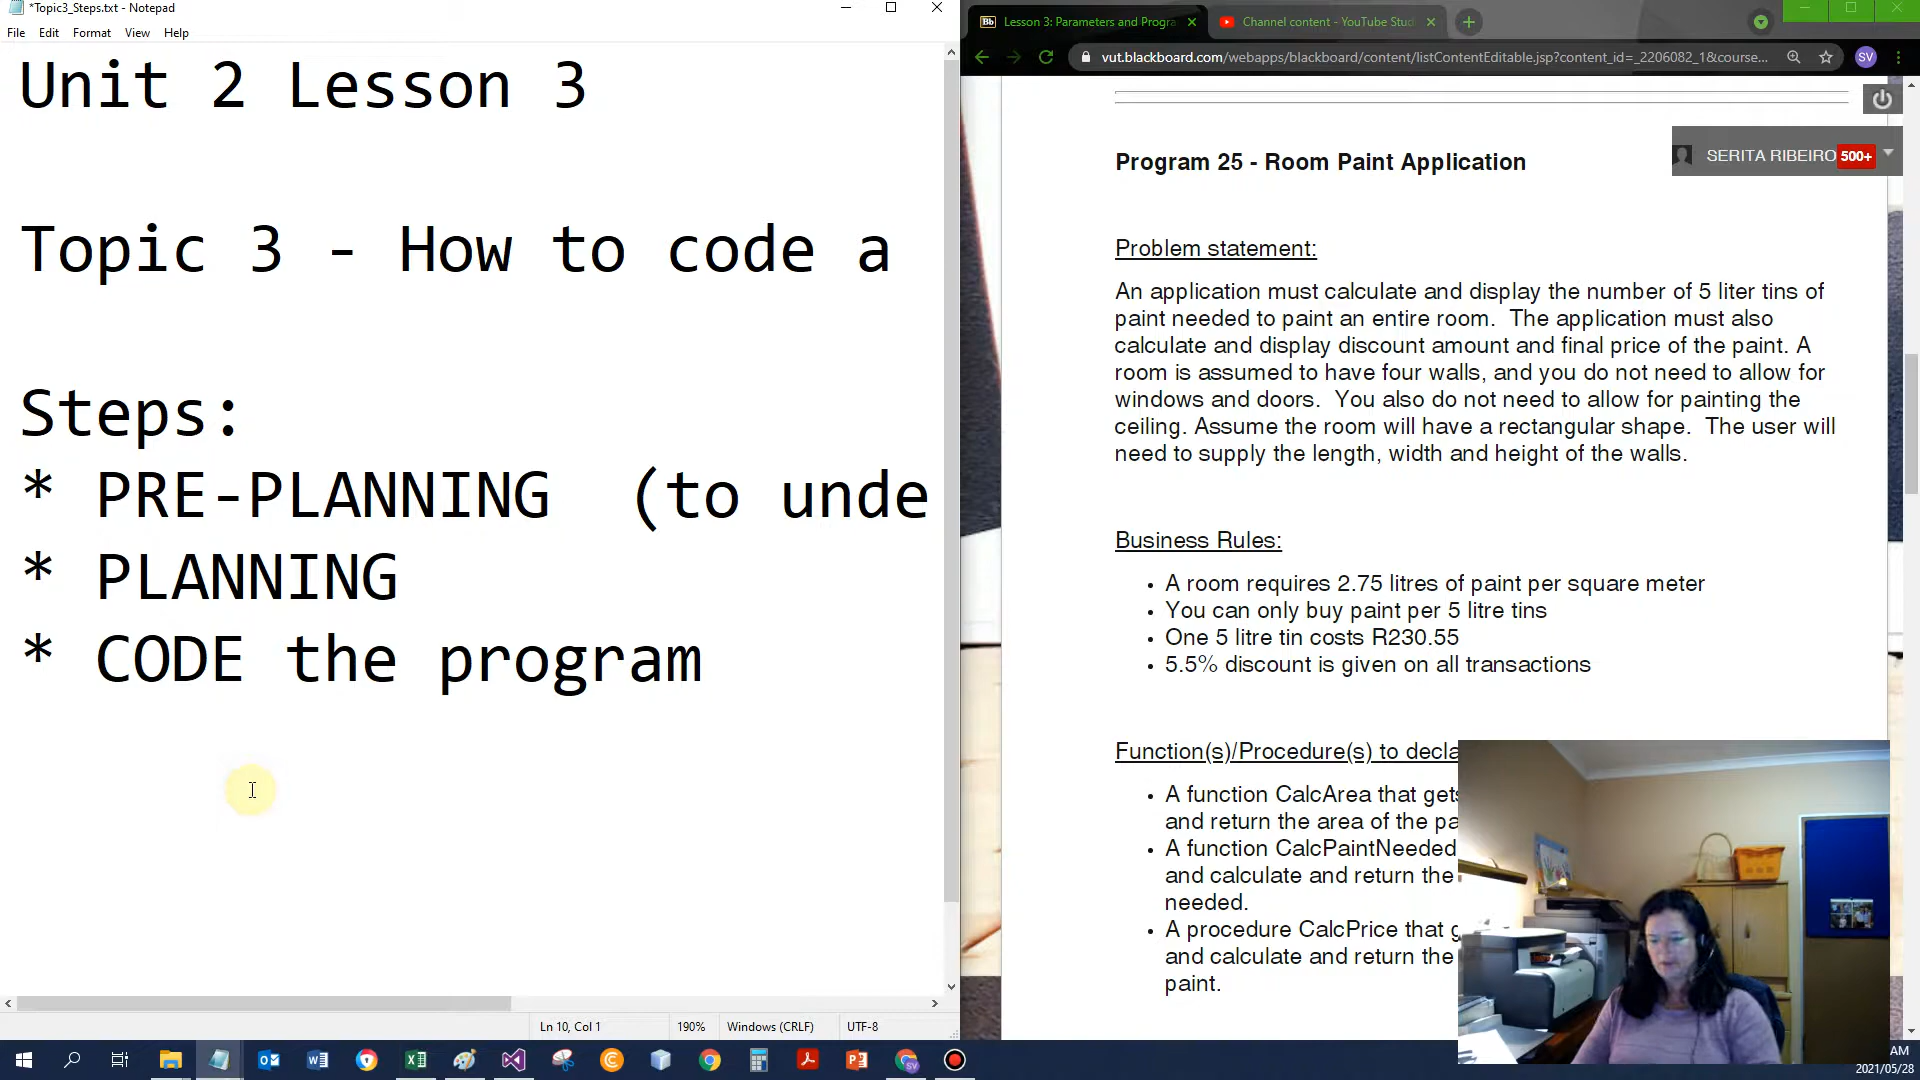 *Topic3_Steps.txt - Notepad
File Edit Format View Help
Unit 2 Lesson 3
Topic 3 - How to code a
Steps:
* PRE-PLANNING (to unde
* PLANNING
* CODE the program
Ln 10, Col 1 190% Windows (CRLF) UTF-8
Bb Lesson 3: Parameters and Progra
Channel content - YouTube Stud
vut.blackboard.com/webapps/blackboard/content/listContentEditable.jsp?content_id=_2206082_1&course...
SV
SERITA RIBEIRO 500+
Program 25 - Room Paint Application
Problem statement:
An application must calculate and display the number of 5 liter tins of
paint needed to paint an entire room. The application must also
calculate and display discount amount and final price of the paint. A
room is assumed to have four walls, and you do not need to allow for
windows and doors. You also do not need to allow for painting the
ceiling. Assume the room will have a rectangular shape. The user will
need to supply the length, width and height of the walls.
Business Rules:
• A room requires 2.75 litres of paint per square meter
• You can only buy paint per 5 litre tins
• One 5 litre tin costs R230.55
• 5.5% discount is given on all transactions
Function(s)/Procedure(s) to decla
• A function CalcArea that gets
and return the area of the pa
• A function CalcPaintNeeded
and calculate and return the
needed.
• A procedure CalcPrice that g
and calculate and return the
paint.
AM
2021/05/28